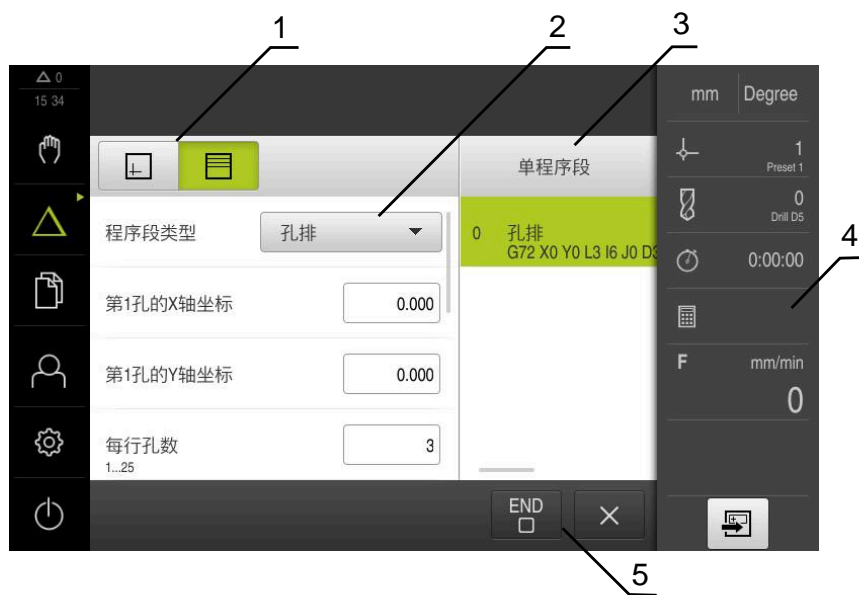 1
2
3
0
15 34
mm
Degree
单程序段
1
Preset 1
程序段类型
孔排
0
孔排
G72 X0 Y0 L3 I6 J0 D3
0
Drill D5
4
0:00:00
第1孔的X轴坐标
0.000
第1孔的Y轴坐标
0.000
F
mm/min
0
每行孔数
1...25
3
END
5